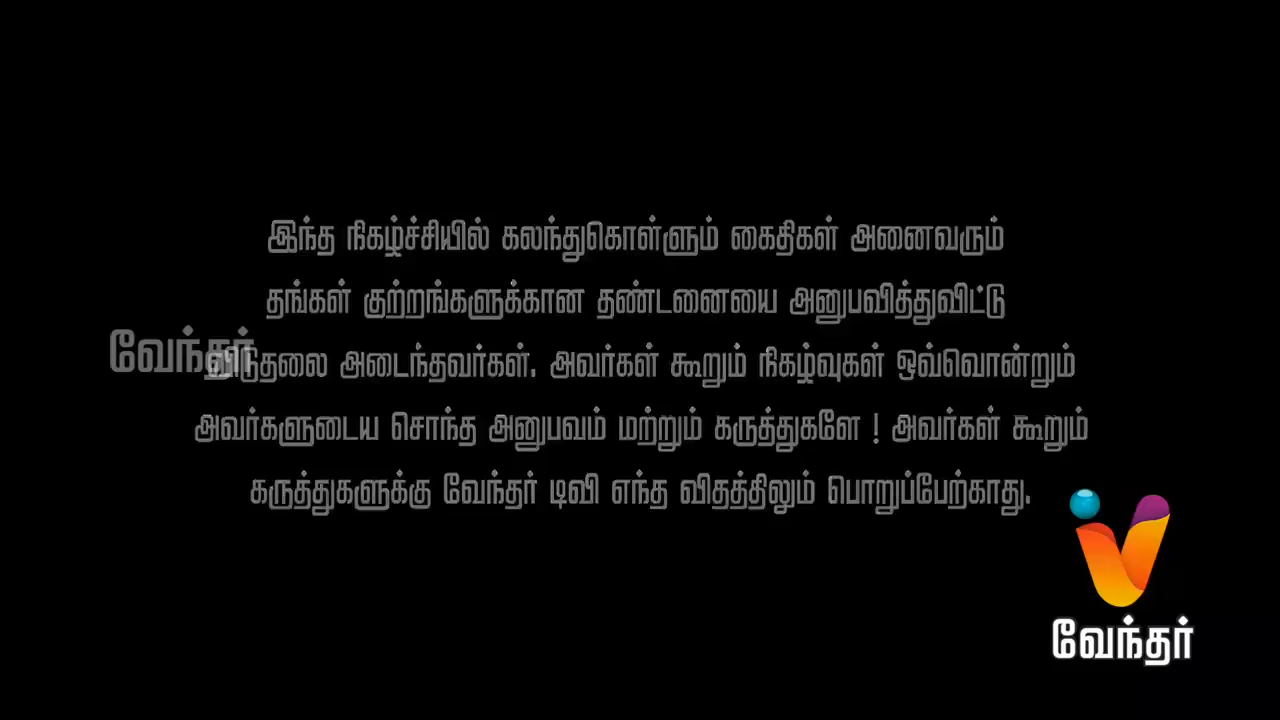 இந்த நிகழ்ச்சியில் கலந்துகொள்ளும் கைதிகள் அனைவரும்
தங்கள் குற்றங்களுக்கான தண்டனையை அனுபவித்துவிட்டு
வேந்தர்
விடுதலை அடைந்தவர்கள். அவர்கள் கூறும் நிகழ்வுகள் ஒவ்வொன்றும்
அவர்களுடைய சொந்த அனுபவம் மற்றும் கருத்துகளே ! அவர்கள் கூறும்
கருத்துகளுக்கு வேந்தர் டிவி எந்த விதத்திலும் பொறுப்பேற்காது.
வேந்தர்